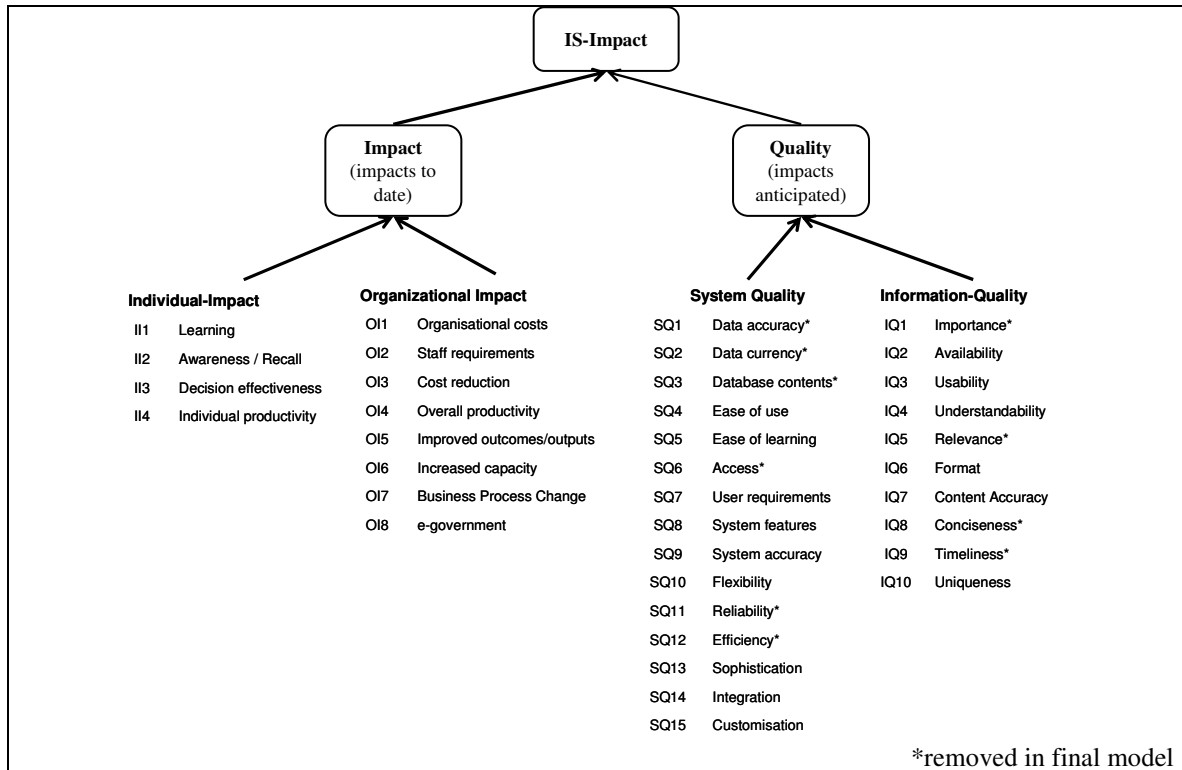 IS-Impact
Impact
(impacts to
date)
Quality
(impacts
anticipated)
Individual-Impact
II1 Learning
II2 Awareness / Recall
II3 Decision effectiveness
II4 Individual productivity
Organizational Impact
OI1 Organisational costs
OI2 Staff requirements
OI3 Cost reduction
OI4 Overall productivity
OI5 Improved outcomes/outputs
OI6 Increased capacity
OI7 Business Process Change
OI8 e-government
System Quality
SQ1 Data accuracy*
SQ2 Data currency*
SQ3 Database contents*
SQ4 Ease of use
SQ5 Ease of learning
SQ6 Access*
SQ7 User requirements
SQ8 System features
SQ9 System accuracy
SQ10 Flexibility
SQ11 Reliability*
SQ12 Efficiency*
SQ13 Sophistication
SQ14 Integration
SQ15 Customisation
Information-Quality
IQ1 Importance*
IQ2 Availability
IQ3 Usability
IQ4 Understandability
IQ5 Relevance*
IQ6 Format
IQ7 Content Accuracy
IQ8 Conciseness*
IQ9 Timeliness*
IQ10 Uniqueness
*removed in final model